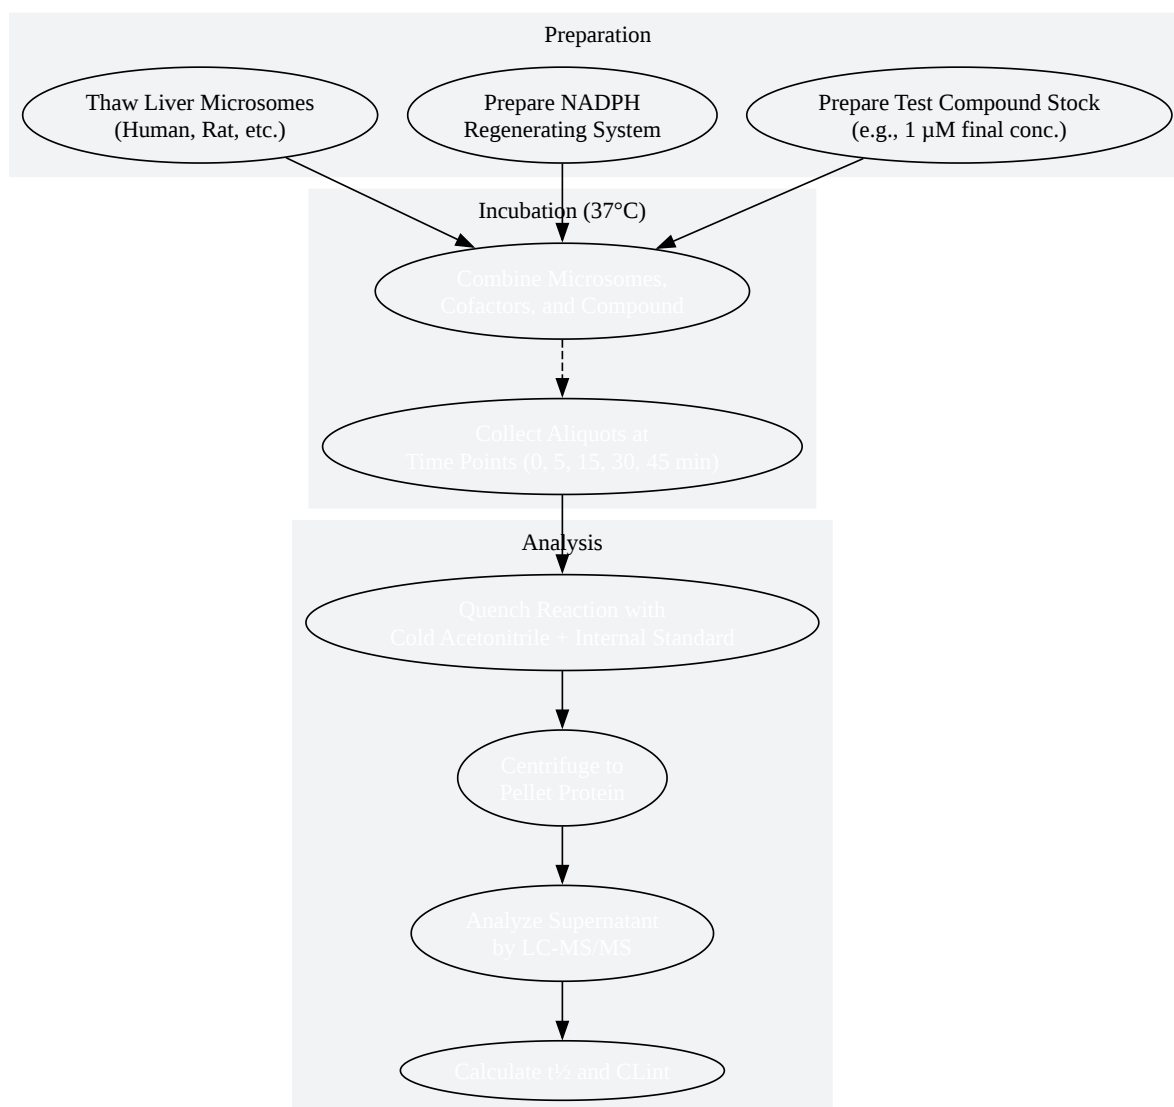 Preparation
Thaw Liver Microsomes
(Human, Rat, etc.)
Prepare NADPH
Regenerating System
Prepare Test Compound Stock
(e.g., 1 µM final conc.)
Incubation (37°C)
Combine Microsomes,
Cofactors, and Compound
Collect Aliquots at
Time Points (0, 5, 15, 30, 45 min)
Analysis
Quench Reaction with
Cold Acetonitrile + Internal Standard
Centrifuge to
Pellet Protein
Analyze Supernatant
by LC-MS/MS
Calculate t½ and CLint